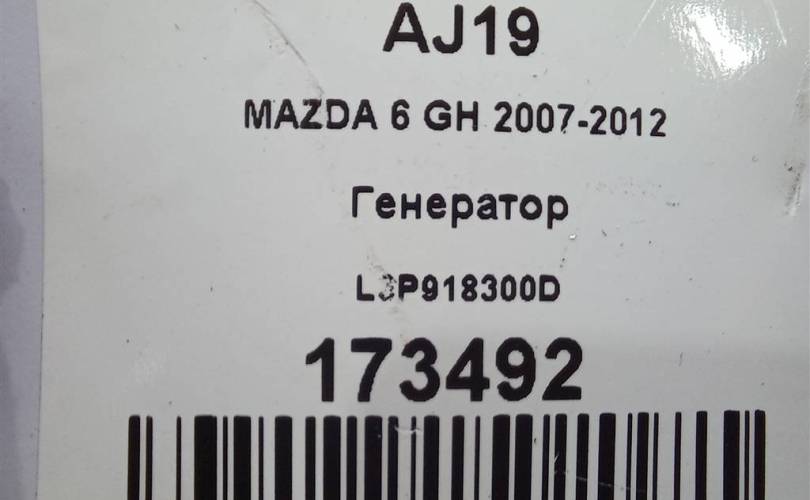 AJ19
MAZDA 6 GH 2007-2012
Генератор
L3P918300D
173492